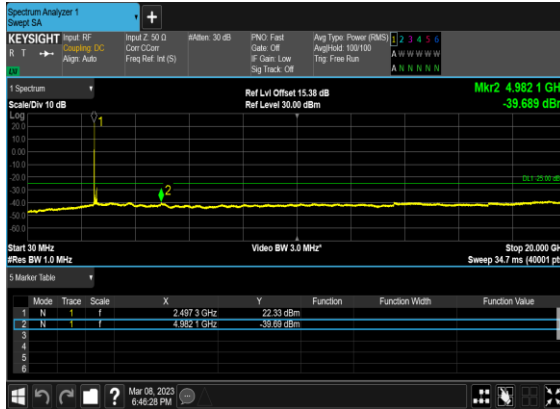 Spectrum Analyzer 1
Swept SA
KEYSIGHT
R T
LU
Input: RF
Coupling: DC
Align: Auto
Input Z: 50 Ω
Corr CCorr
Freq Ref: Int (S)
#Atten: 30 dB
PNO: Fast
Gate: Off
IF Gain: Low
Sig Track: Off
Avg Type: Power (RMS)
Avg|Hold: 100/100
Trig: Free Run
1 2 3 4 5 6
A W W W W W
A N N N N N
1 Spectrum
Scale/Div 10 dB
Log
Ref Lvl Offset 15.38 dB
Ref Level 30.00 dBm
Mkr2 4.982 1 GHz
-39.689 dBm
1
2
20.0
10.0
0.00
-10.0
-20.0
-30.0
-40.0
-50.0
-60.0
DL1 -25.00 dB
Start 30 MHz
#Res BW 1.0 MHz
Video BW 3.0 MHz*
Stop 20.000 GH
Sweep 34.7 ms (40001 pts
5 Marker Table
Mode Trace Scale X Y Function Function Width Function Value
1 N 1 f 2.497 3 GHz 22.33 dBm
2 N 1 f 4.982 1 GHz -39.69 dBm
3
4
5
6
?
Mar 08, 2023
6:46:28 PM